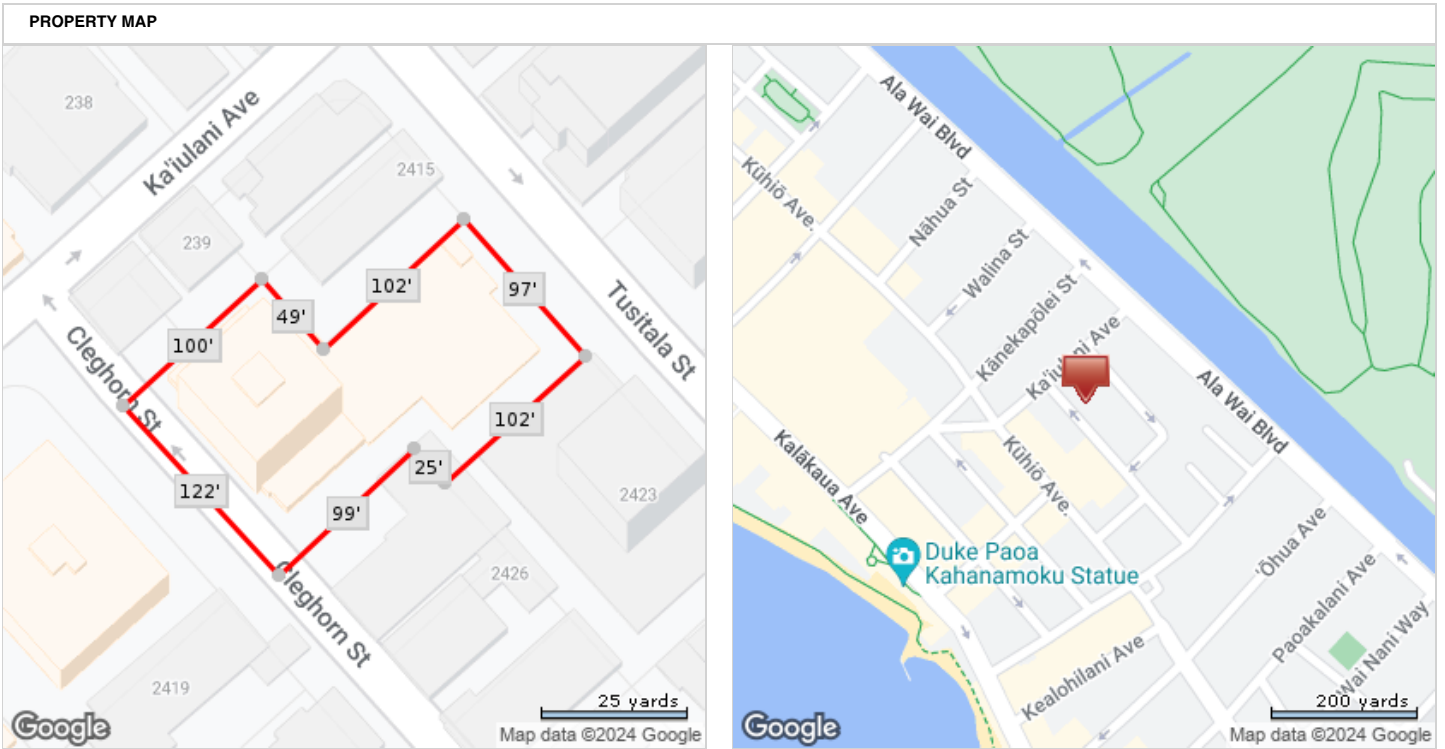 PROPERTY MAP
238
Ka'iulani Ave
2415
239
102'
97'
49'
100'
Tusitala St
Cleghorn St
102'
25'
122'
99'
2423
2426
Cleghorn St
2419
25 yards
Google
Map data ©2024 Google
Ala Wai Blvd
Kūhiō Ave.
Nāhua St
Walina St
Kānekapōlei St
Ka'iulani Ave
Ala Wai Blvd
Kalākaua Ave
Kūhiō Ave.
'Ōhua Ave
Duke Paoa
Kahanamoku Statue
Paoakalani Ave
Wai Nani Way
Kealohilani Ave
200 yards
Google
Map data ©2024 Google